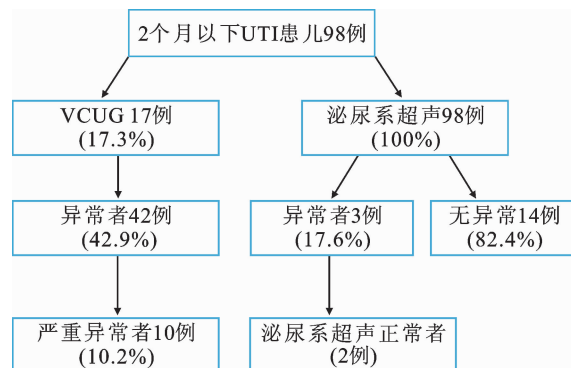 2个月以下UTI患儿98例
VCUG 17例
(17.3%)
泌尿系超声98例
(100%)
异常者42例
(42.9%)
异常者3例
(17.6%)
无异常14例
(82.4%)
严重异常者10例
(10.2%)
泌尿系超声正常者
(2例)